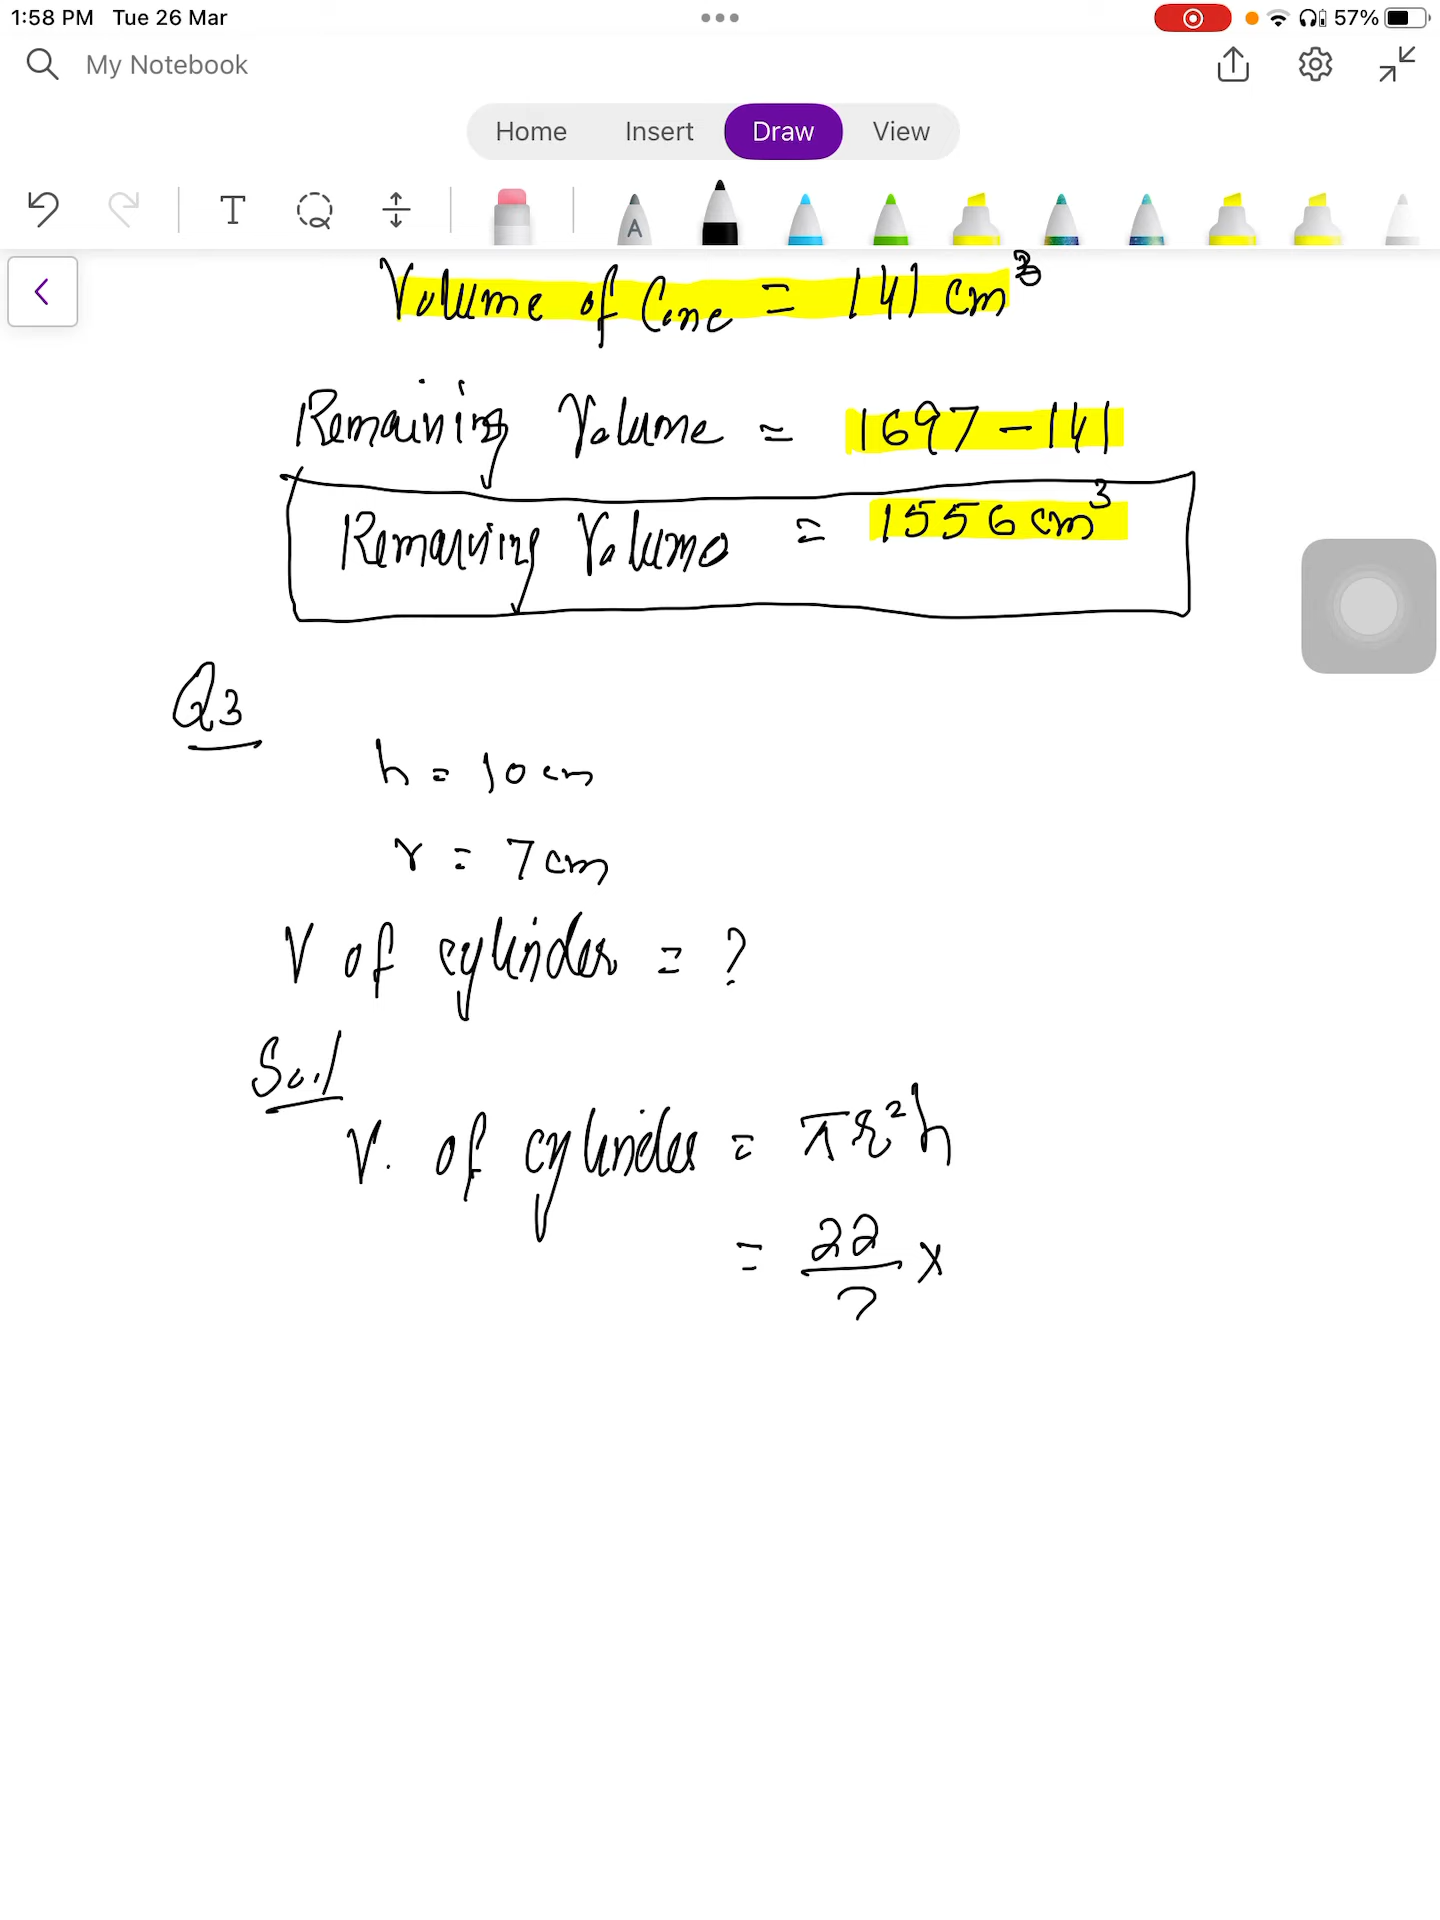 1:58 PM Tue 26 Mar 57%
My Notebook
Home Insert Draw View
T A
Volume of Cone = 141 cm³
Remaining Volume = 1697 - 141
Remaining Volume = 1556 cm³
Q3
h = 10 cm
r = 7 cm
V of cylinder = ?
Sol
V. of cylinder = πr²h
= 22/7 x